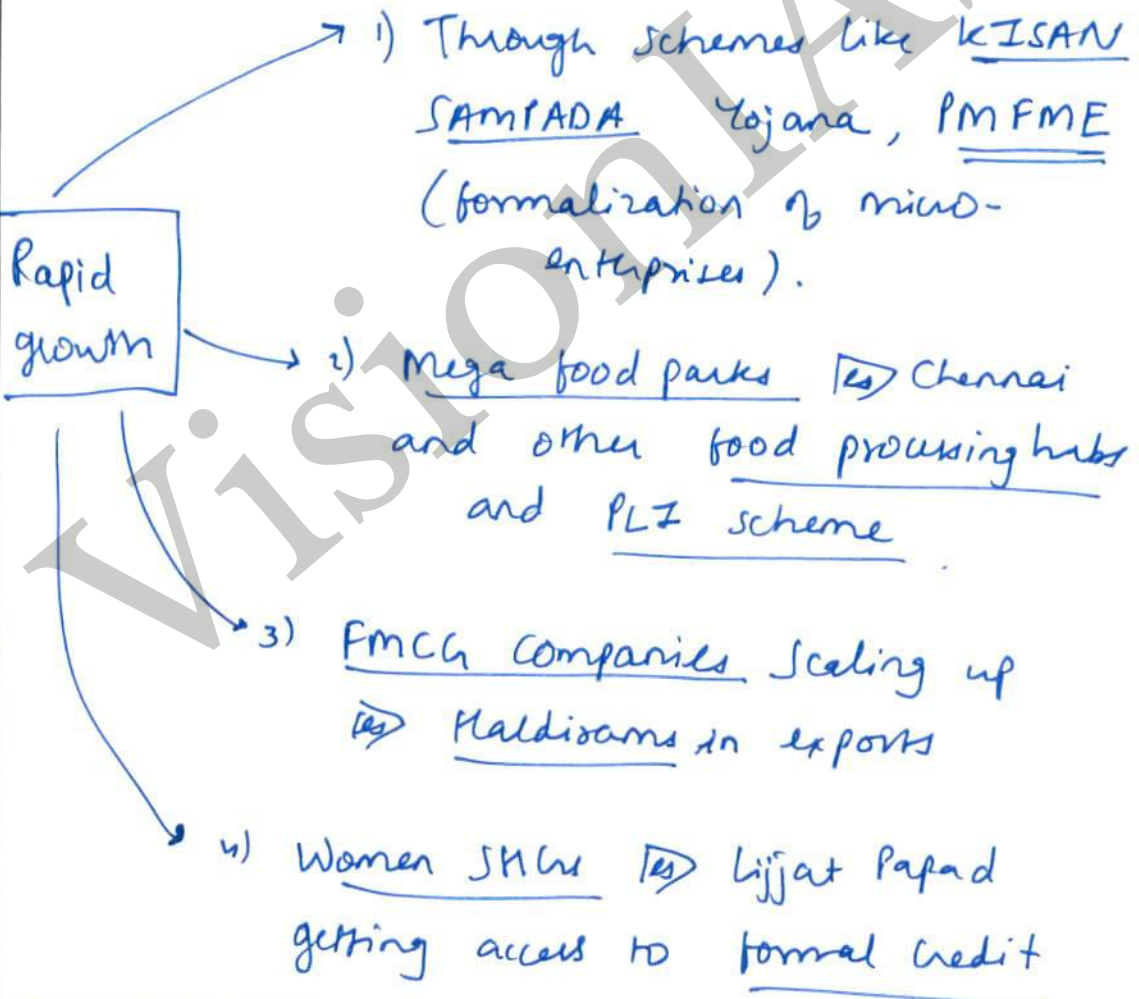 1) Through schemes like KISAN
SAMPADA Yojana, PMFME
(formalization of micro-
enterprises).
Rapid
growth
2) Mega food parks eg Chennai
and other food processing hubs
and PLI scheme
3) FMCG companies scaling up
eg Haldirams in exports
4) Women SHGs eg Lijjat Papad
getting access to formal credit
VisionIA